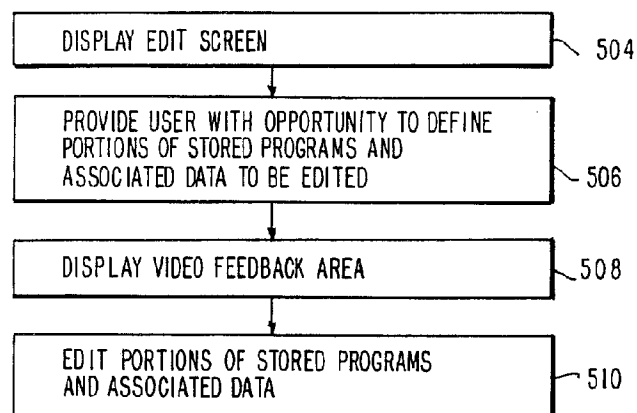 DISPLAY EDIT SCREEN
504
PROVIDE USER WITH OPPORTUNITY TO DEFINE
PORTIONS OF STORED PROGRAMS AND
ASSOCIATED DATA TO BE EDITED
506
DISPLAY VIDEO FEEDBACK AREA
508
EDIT PORTIONS OF STORED PROGRAMS
AND ASSOCIATED DATA
510